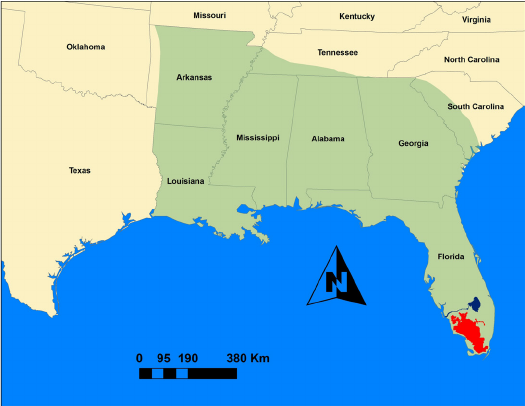 Missouri
Kentucky
Virginia
Oklahoma
Tennessee
North Carolina
Arkansas
South Carolina
Mississippi
Alabama
Georgia
Texas
Louisiana
Florida
N
0 95 190 380 Km